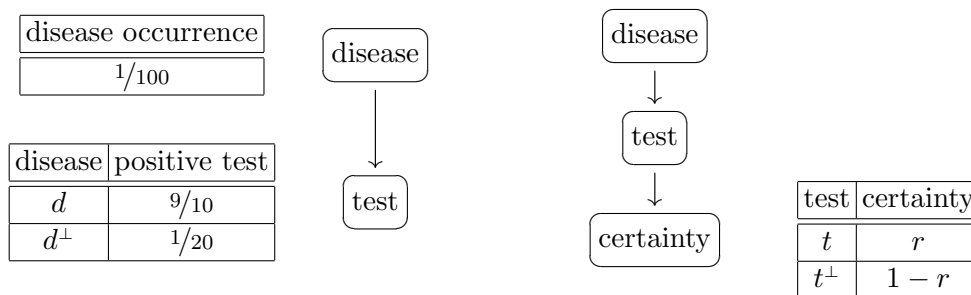 disease occurrence
1/100
disease positive test
d 9/10
d⊥ 1/20
disease
test
disease
test
certainty
test certainty
t r
t⊥ 1 − r